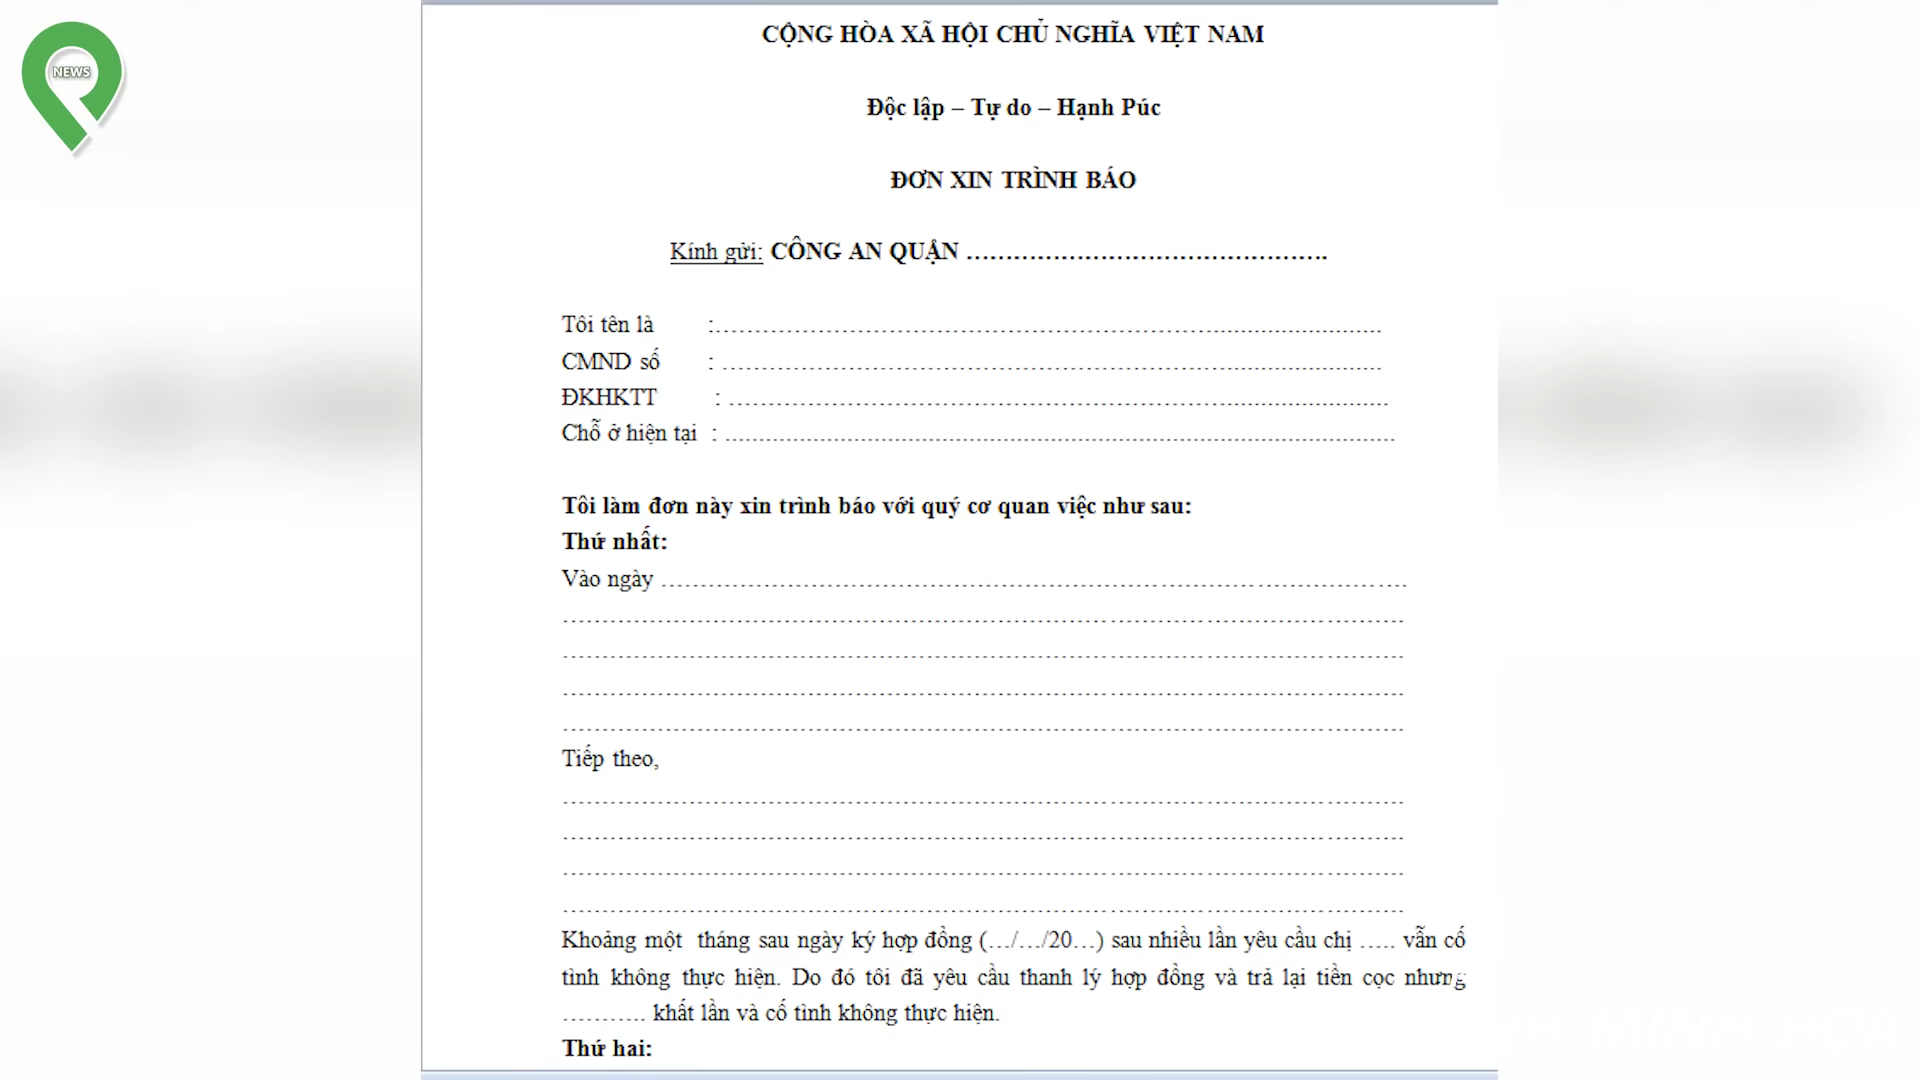 NEWS
CỘNG HÒA XÃ HỘI CHỦ NGHĨA VIỆT NAM
Độc lập – Tự do – Hạnh Púc
ĐƠN XIN TRÌNH BÁO
Kính gửi: CÔNG AN QUẬN ……………………………………….
Tôi tên là :……………………………………………………..............................
CMND số : ……………………………………………………...........................
ĐKHKTT : ……………………………………………………...........................
Chỗ ở hiện tại : ................................................................................................
Tôi làm đơn này xin trình báo với quý cơ quan việc như sau:
Thứ nhất:
Vào ngày …………………………………………………………………………………
……………………………………………………………………………………………
……………………………………………………………………………………………
……………………………………………………………………………………………
……………………………………………………………………………………………
Tiếp theo,
……………………………………………………………………………………………
……………………………………………………………………………………………
……………………………………………………………………………………………
……………………………………………………………………………………………
Khoảng một tháng sau ngày ký hợp đồng (…/…/20…) sau nhiều lần yêu cầu chị ….. vẫn cố
tình không thực hiện. Do đó tôi đã yêu cầu thanh lý hợp đồng và trả lại tiền cọc nhưng
……….. khất lần và cố tình không thực hiện.
Thứ hai: